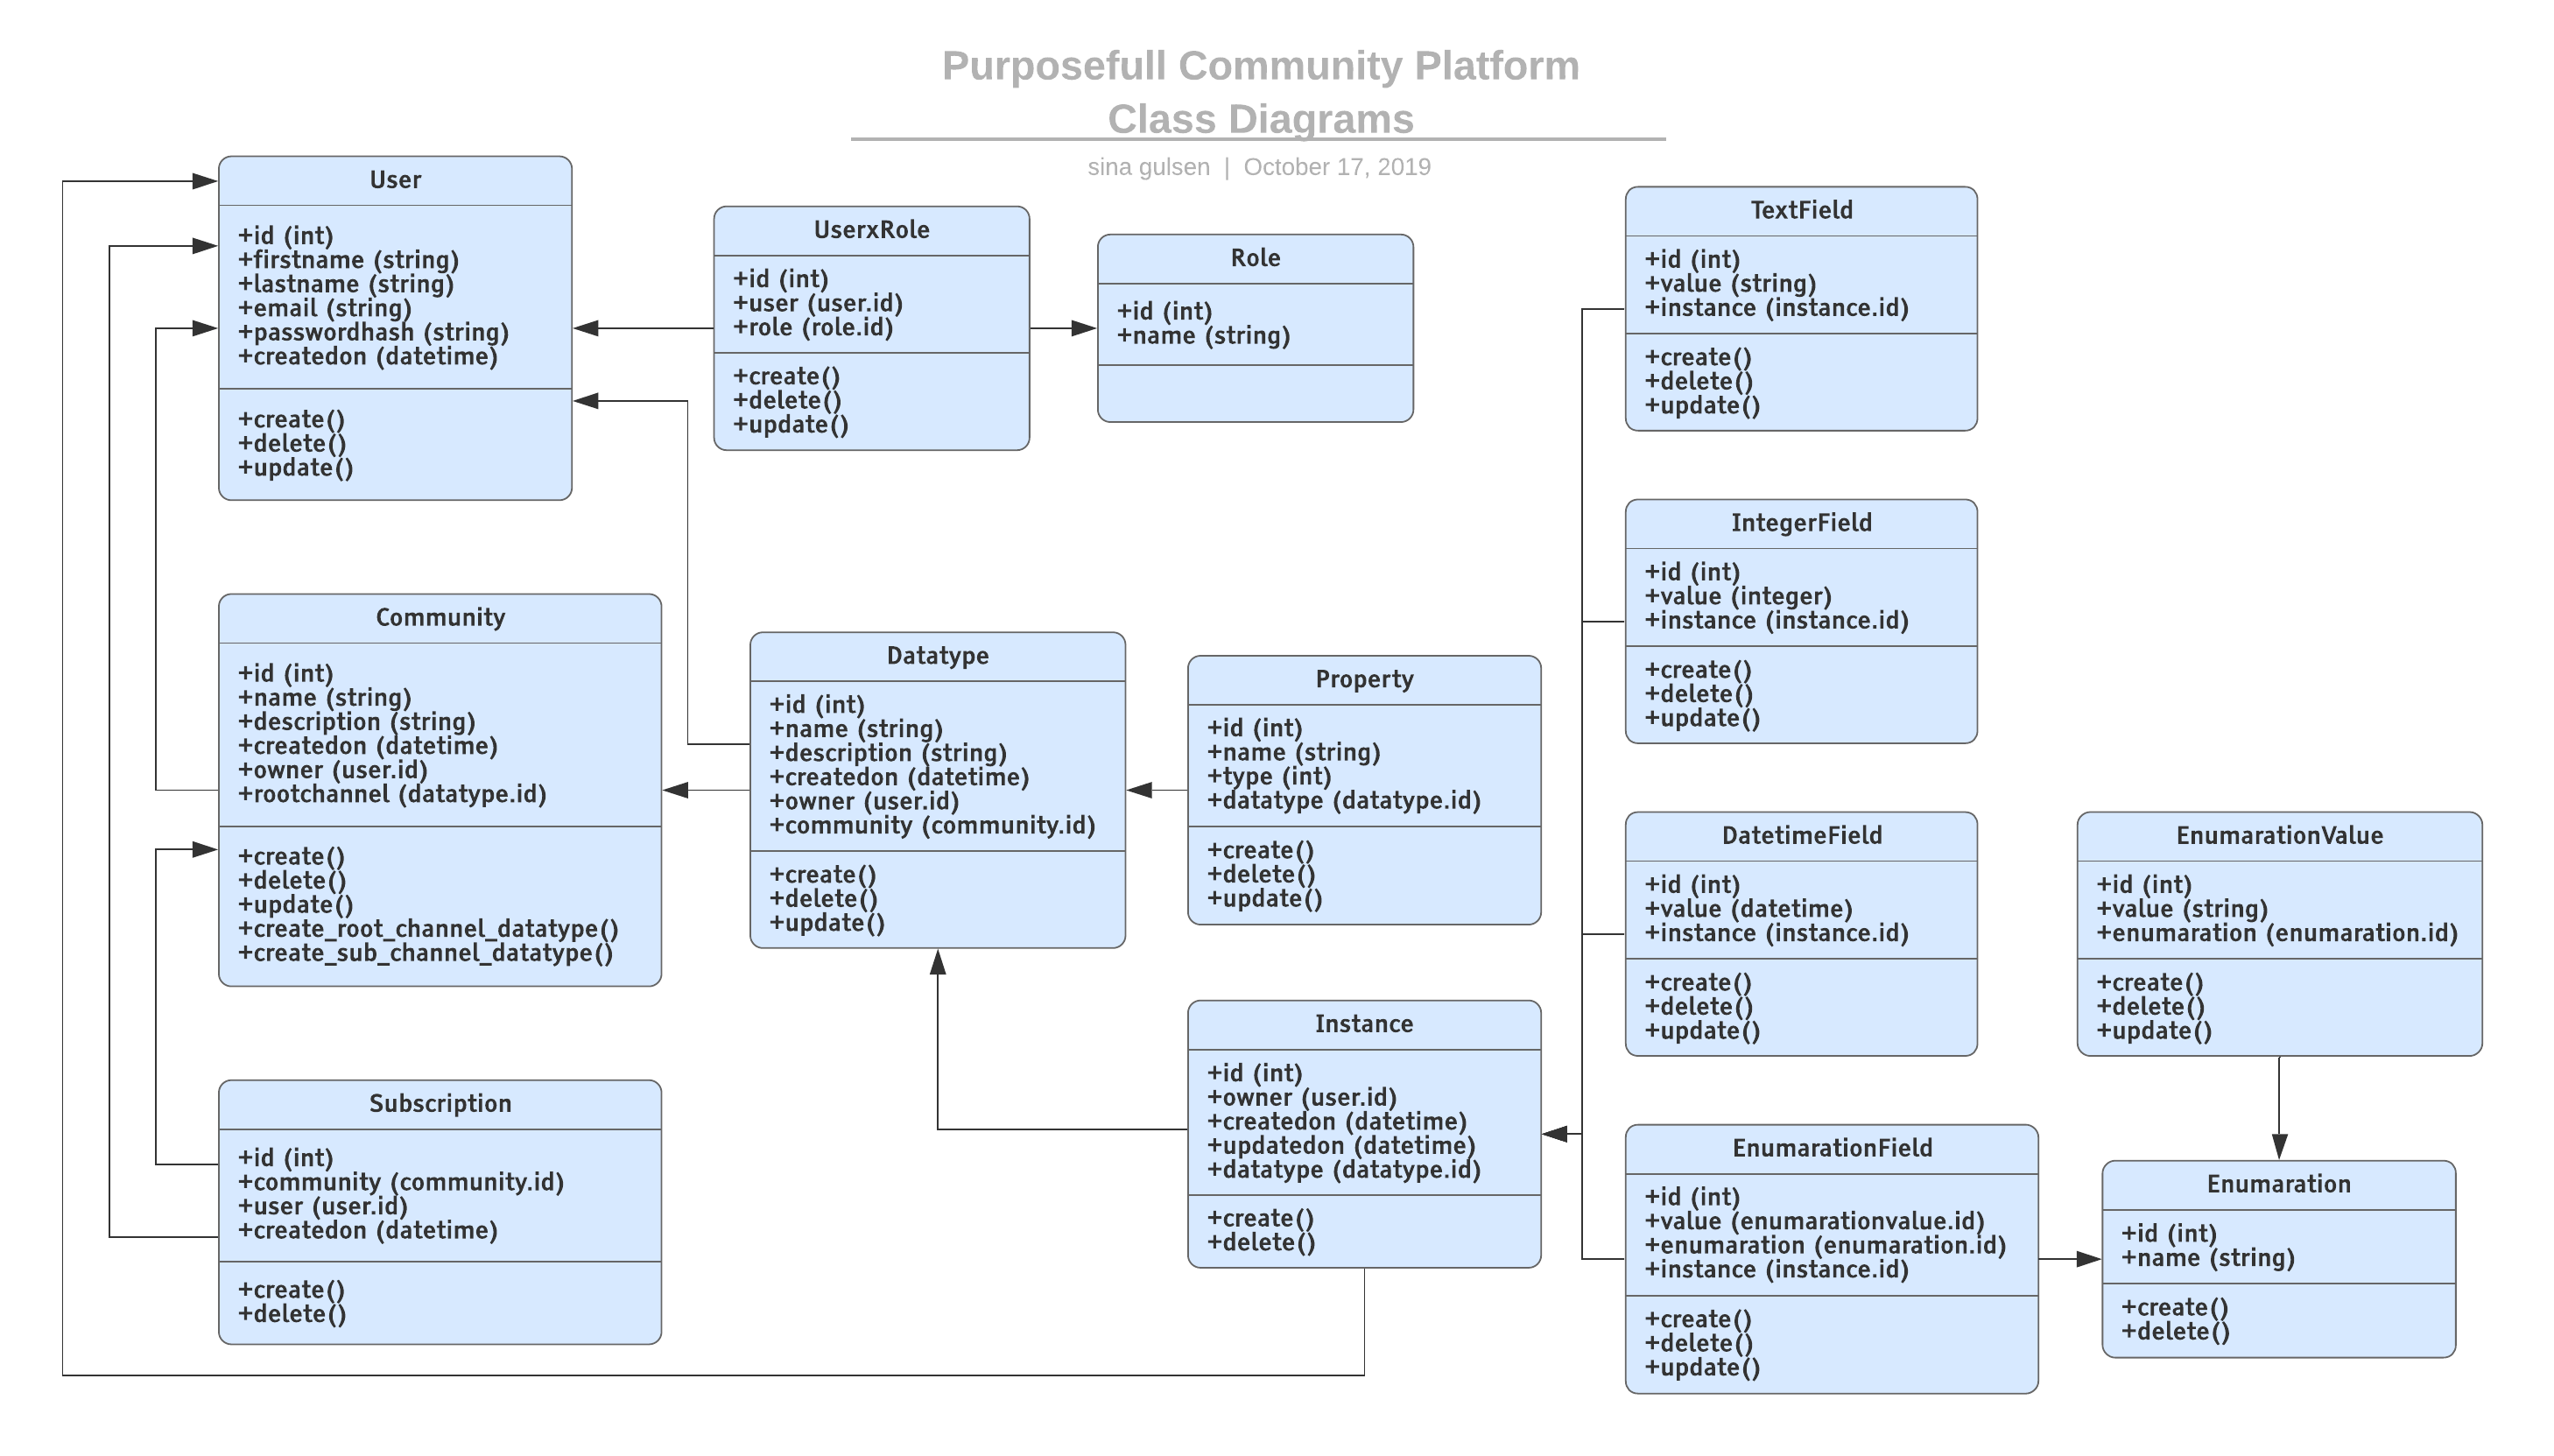 Purposefull Community Platform
Class Diagrams
sina gulsen | October 17, 2019
User
+id (int)
+firstname (string)
+lastname (string)
+email (string)
+passwordhash (string)
+createdon (datetime)
+create()
+delete()
+update()
UserxRole
+id (int)
+user (user.id)
+role (role.id)
+create()
+delete()
+update()
Role
+id (int)
+name (string)
TextField
+id (int)
+value (string)
+instance (instance.id)
+create()
+delete()
+update()
IntegerField
+id (int)
+value (integer)
+instance (instance.id)
+create()
+delete()
+update()
Community
+id (int)
+name (string)
+description (string)
+createdon (datetime)
+owner (user.id)
+rootchannel (datatype.id)
+create()
+delete()
+update()
+create_root_channel_datatype()
+create_sub_channel_datatype()
Datatype
+id (int)
+name (string)
+description (string)
+createdon (datetime)
+owner (user.id)
+community (community.id)
+create()
+delete()
+update()
Property
+id (int)
+name (string)
+type (int)
+datatype (datatype.id)
+create()
+delete()
+update()
DatetimeField
+id (int)
+value (datetime)
+instance (instance.id)
+create()
+delete()
+update()
EnumarationValue
+id (int)
+value (string)
+enumaration (enumaration.id)
+create()
+delete()
+update()
Subscription
+id (int)
+community (community.id)
+user (user.id)
+createdon (datetime)
+create()
+delete()
Instance
+id (int)
+owner (user.id)
+createdon (datetime)
+updatedon (datetime)
+datatype (datatype.id)
+create()
+delete()
EnumarationField
+id (int)
+value (enumarationvalue.id)
+enumaration (enumaration.id)
+instance (instance.id)
+create()
+delete()
+update()
Enumaration
+id (int)
+name (string)
+create()
+delete()